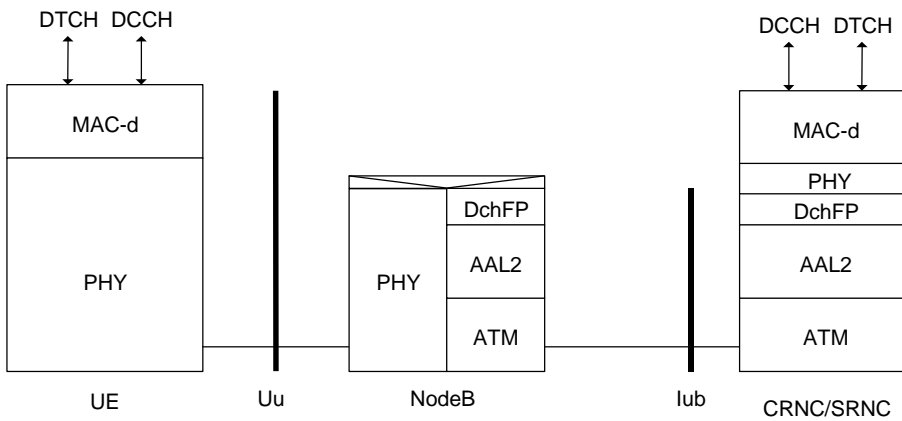 DTCH DCCH
DCCH DTCH
MAC-d
MAC-d
PHY
DchFP
DchFP
PHY
PHY
AAL2
AAL2
ATM
ATM
UE
Uu
NodeB
Iub
CRNC/SRNC